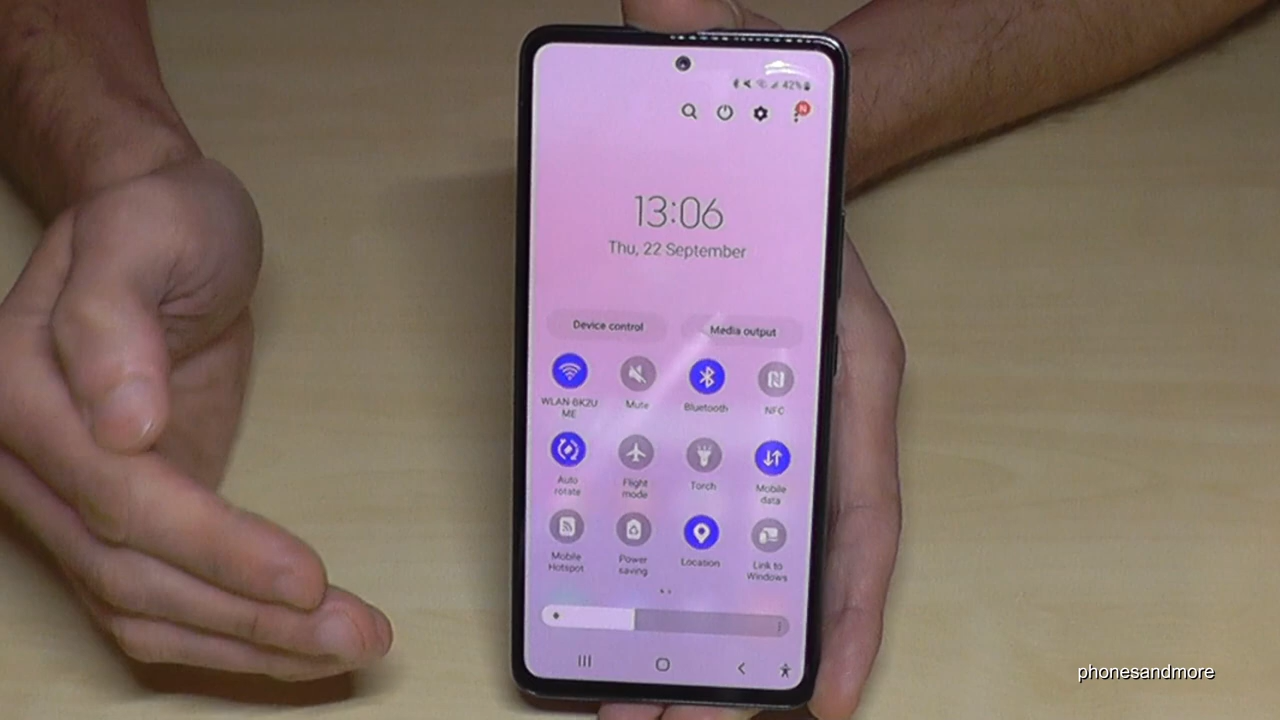 42%
N
13:06
Thu, 22 September
Device control
Media output
WLAN-6K2U
ME
Mute
Bluetooth
NFC
Auto
rotate
Flight
mode
Torch
Mobile
data
Mobile
Hotspot
Power
saving
Location
Link to
Windows
phonesandmore